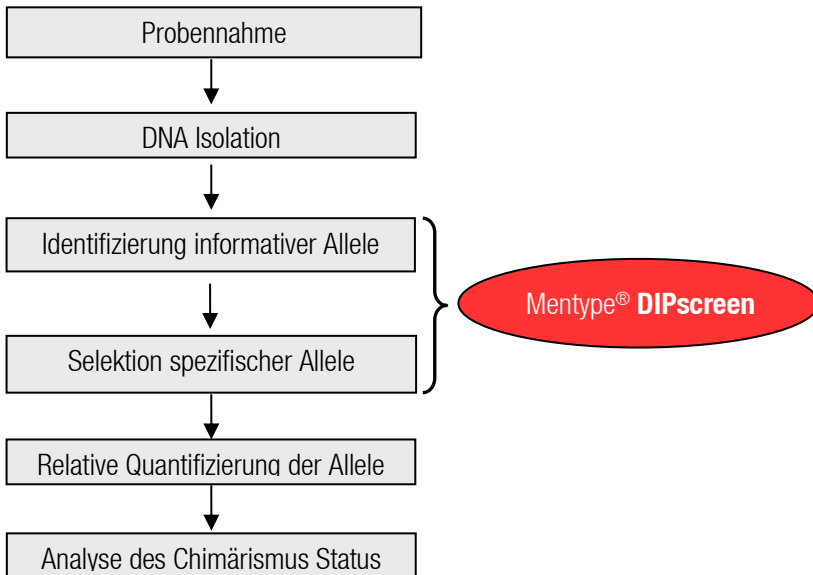 Probennahme
DNA Isolation
Identifizierung informativer Allele
Mentype® DIPscreen
Selektion spezifischer Allele
Relative Quantifizierung der Allele
Analyse des Chimärismus Status